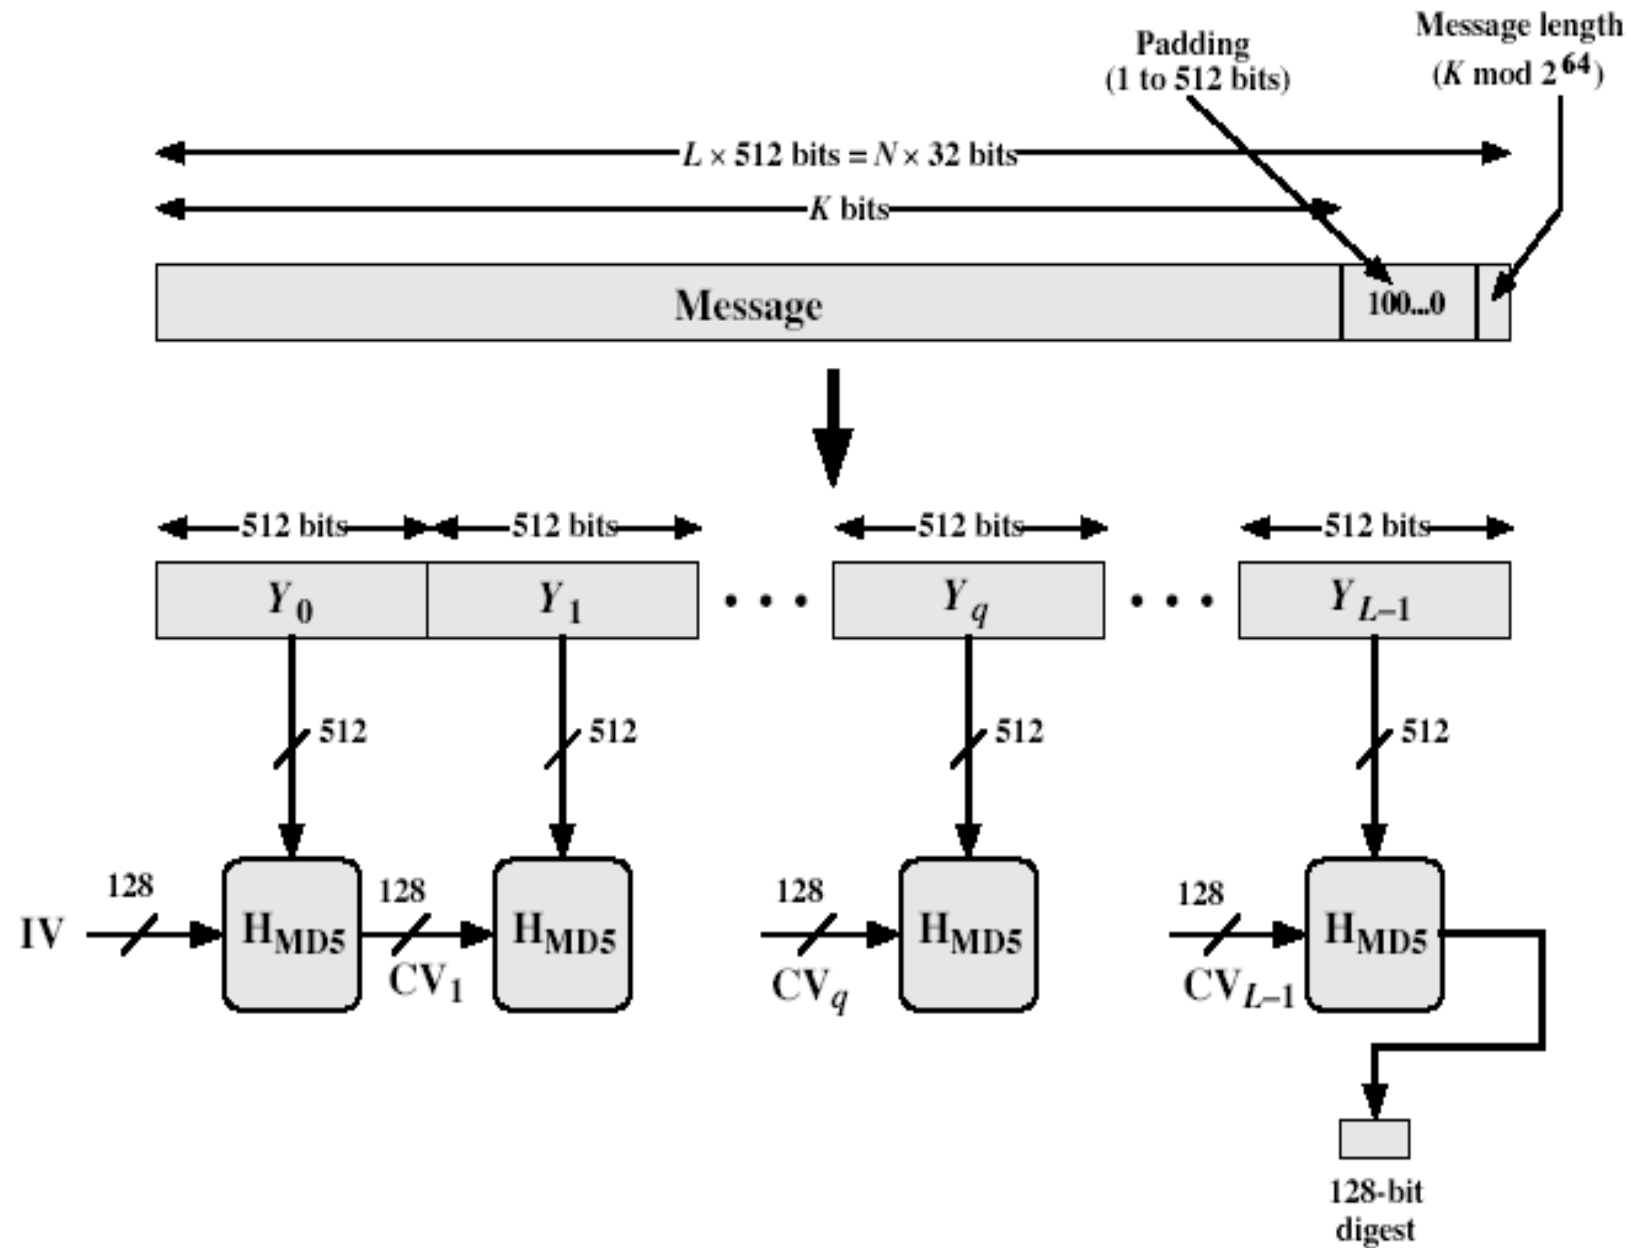 Message length
(K mod 2^64)
Padding
(1 to 512 bits)
L × 512 bits = N × 32 bits
K bits
Message
100...0
512 bits
512 bits
512 bits
512 bits
Y0
Y1
• • •
Yq
• • •
YL–1
512
512
512
512
128
128
128
128
IV
HMD5
HMD5
HMD5
HMD5
CV1
CVq
CVL–1
128-bit
digest